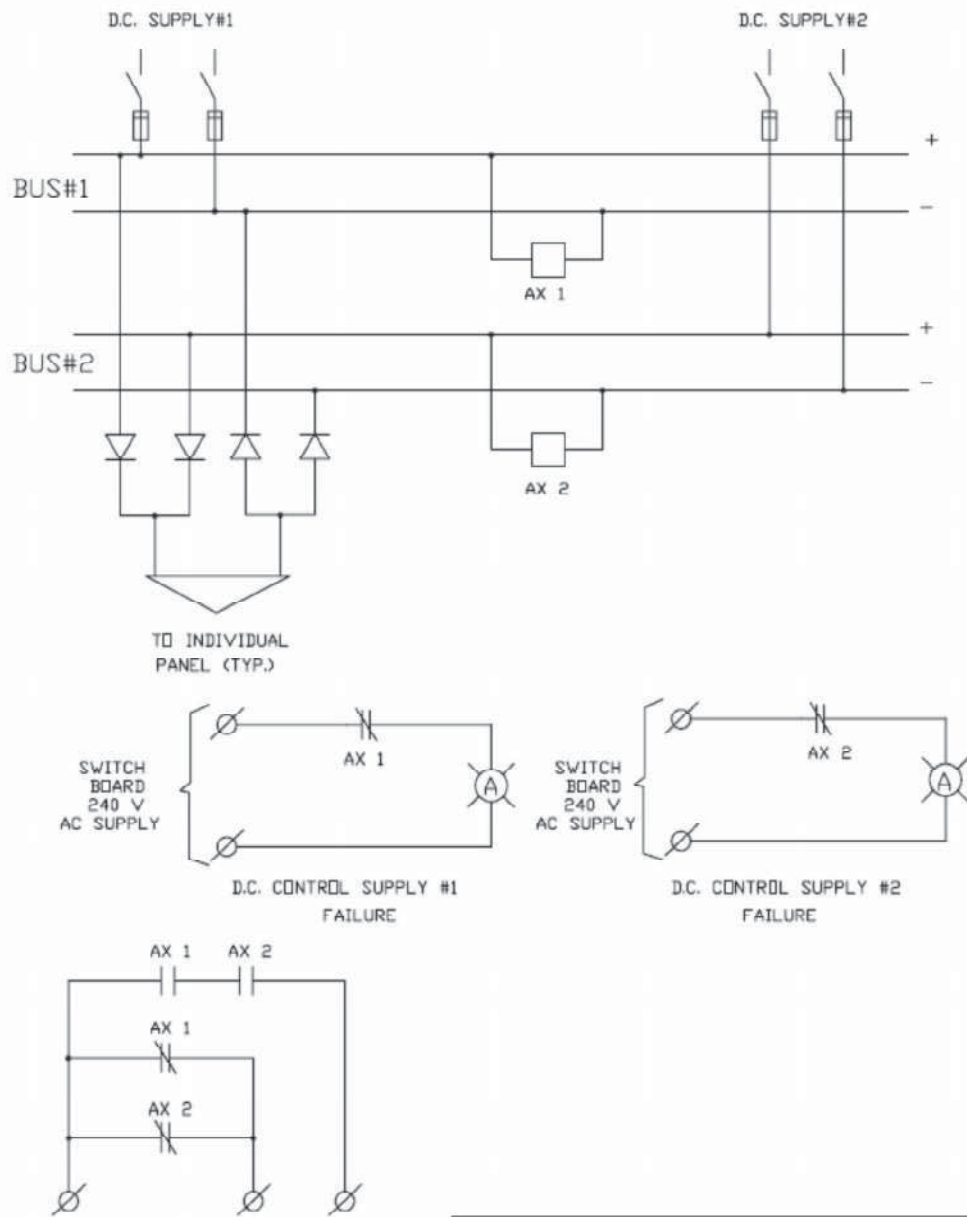 D.C. SUPPLY#1
D.C. SUPPLY#2
+
BUS#1
-
AX 1
+
BUS#2
-
AX 2
TO INDIVIDUAL
PANEL (TYP.)
AX 1
SWITCH
BOARD
240 V
AC SUPPLY
A
D.C. CONTROL SUPPLY #1
FAILURE
AX 2
SWITCH
BOARD
240 V
AC SUPPLY
A
D.C. CONTROL SUPPLY #2
FAILURE
AX 1
AX 2
AX 1
AX 2